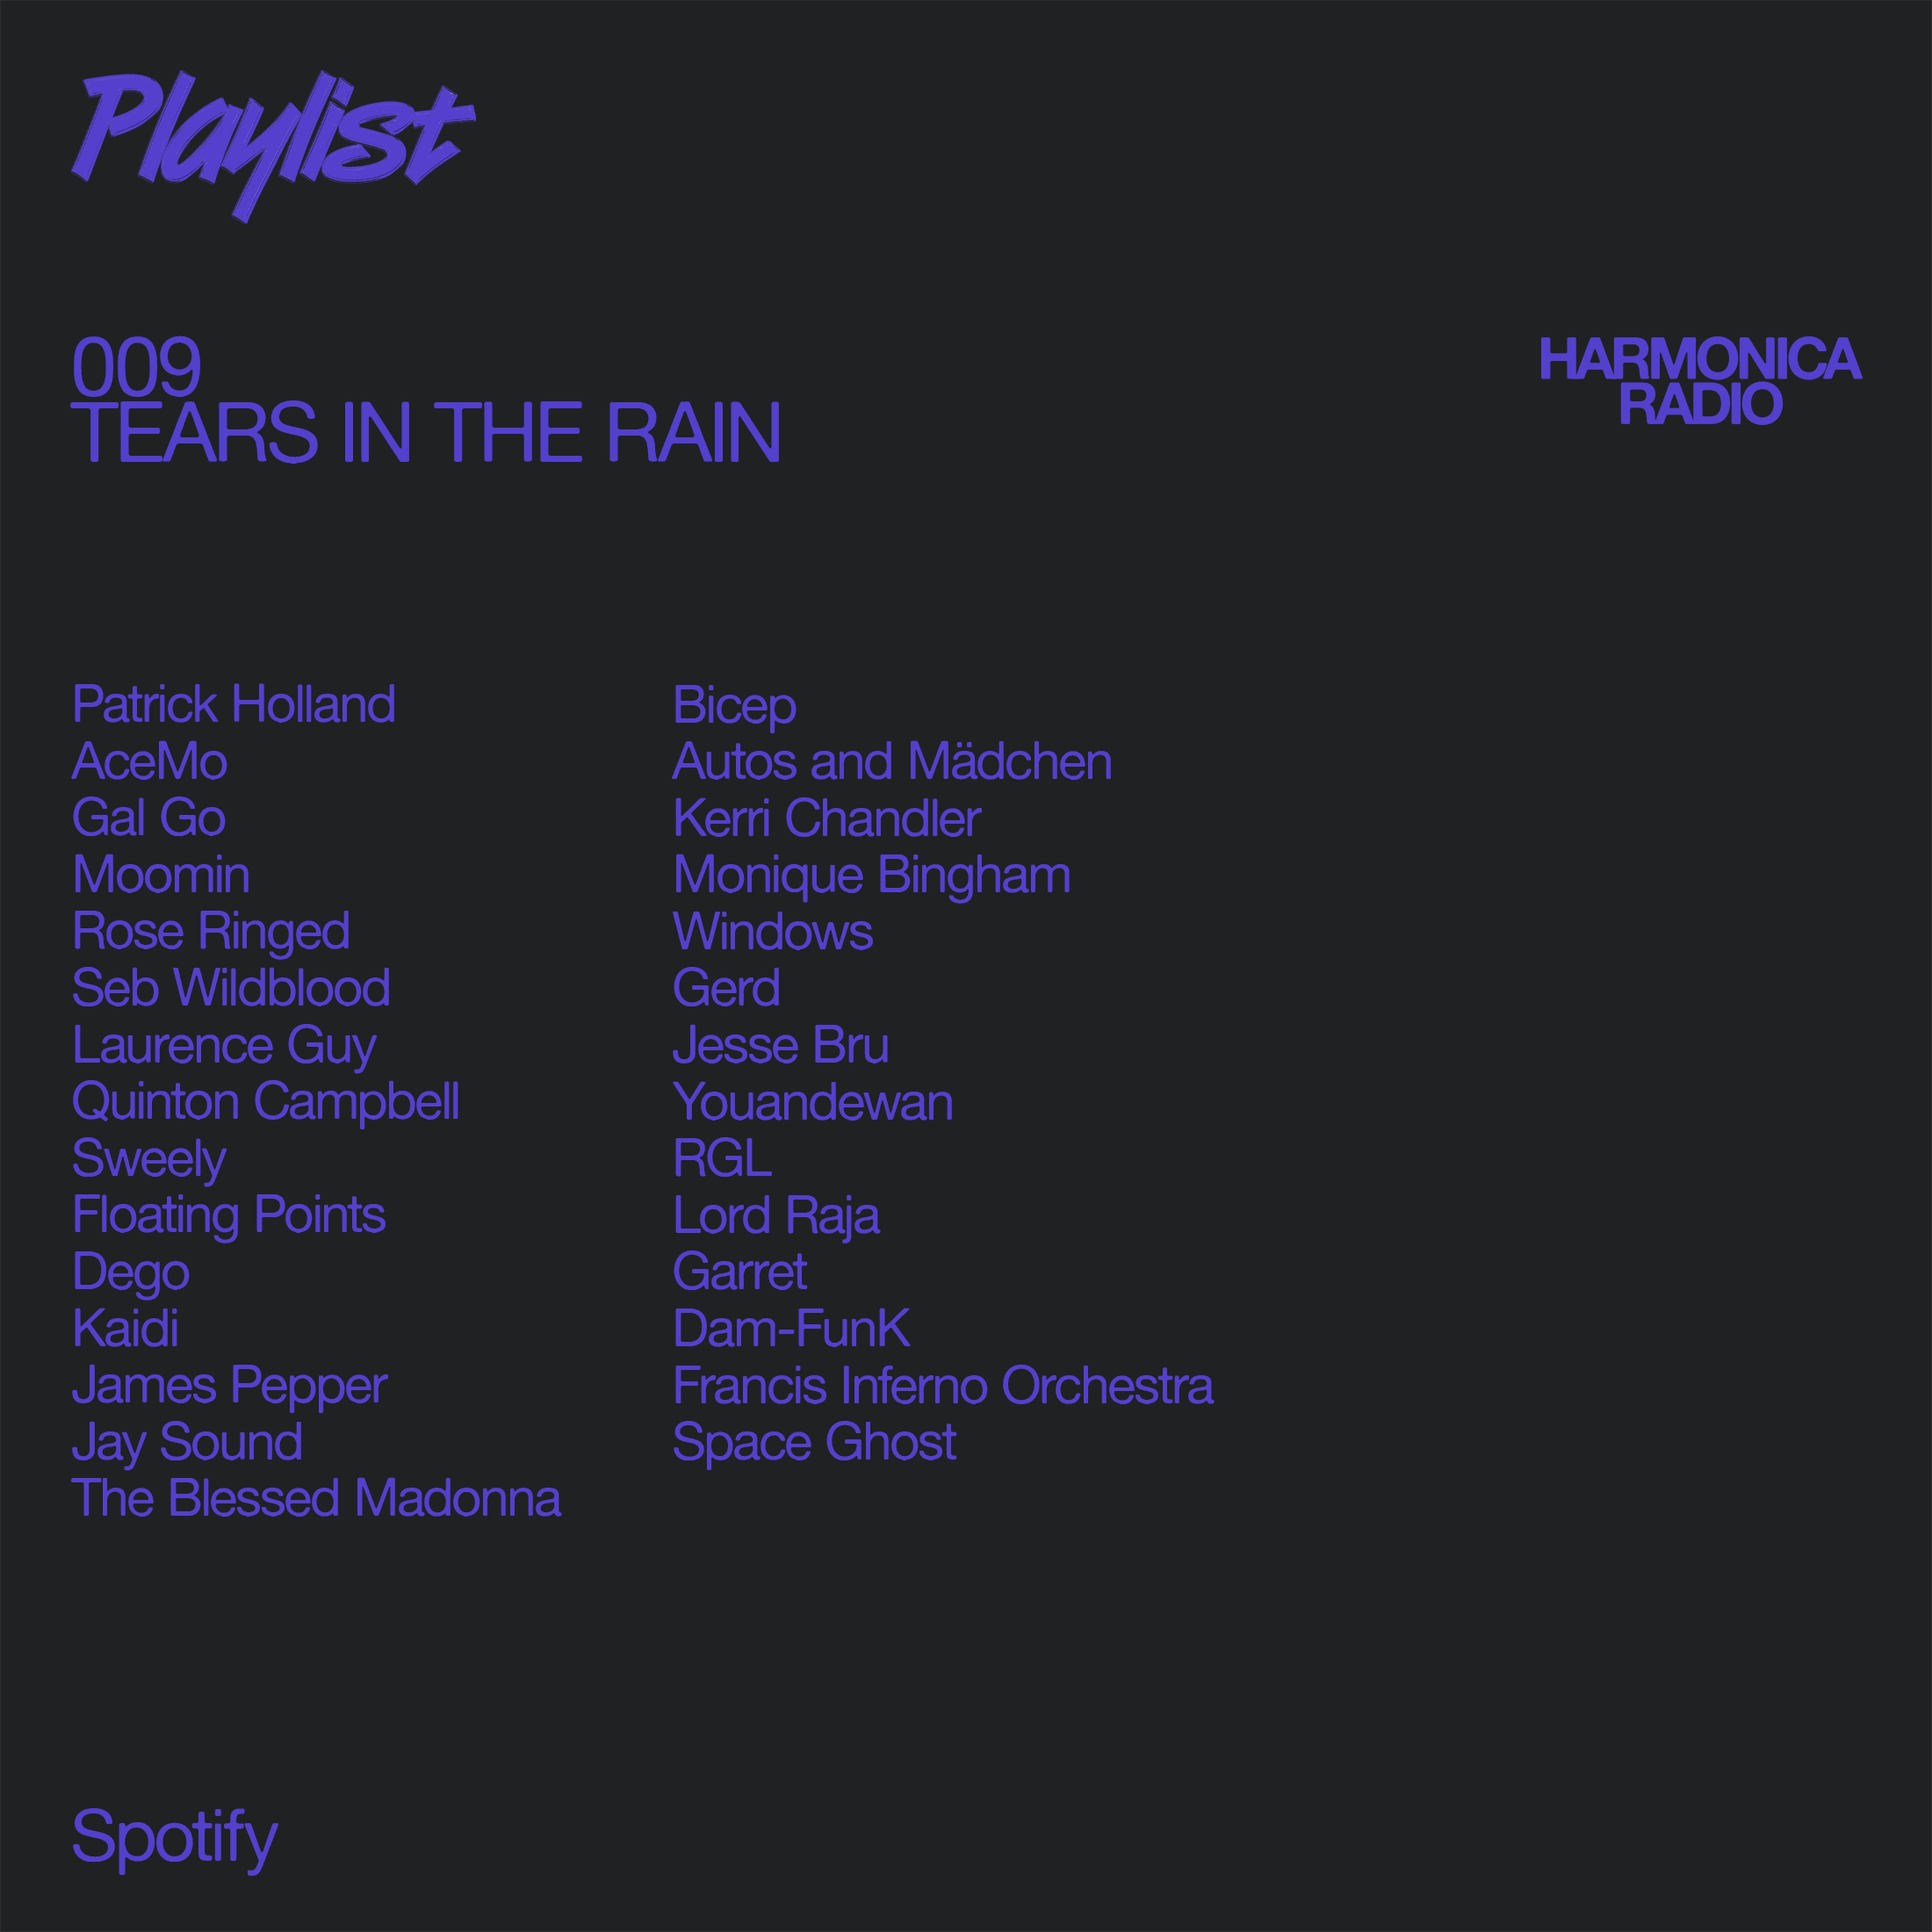 Playlist
009
TEARS IN THE RAIN
HARMONICA
RADIO
Patrick Holland
AceMo
Gal Go
Moomin
Rose Ringed
Seb Wildblood
Laurence Guy
Quinton Campbell
Sweely
Floating Points
Dego
Kaidi
James Pepper
Jay Sound
The Blessed Madonna
Bicep
Autos and Mädchen
Kerri Chandler
Monique Bingham
Windows
Gerd
Jesse Bru
Youandewan
RGL
Lord Raja
Garret
Dam-FunK
Francis Inferno Orchestra
Space Ghost
Spotify